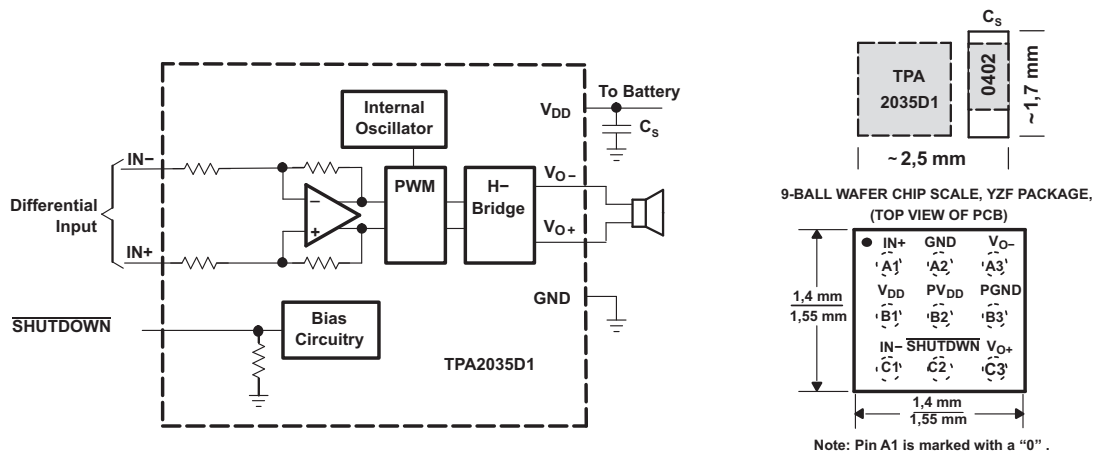 Internal
Oscillator
PWM
H−
Bridge
To Battery
VDD
CS
IN−
Differential
Input
IN+
−
+
VO−
VO+
GND
SHUTDOWN
Bias
Circuitry
TPA2035D1
CS
TPA
2035D1
0402
~1,7 mm
~ 2,5 mm
9-BALL WAFER CHIP SCALE, YZF PACKAGE,
(TOP VIEW OF PCB)
IN+ GND VO−
A1 A2 A3
VDD PVDD PGND
B1 B2 B3
IN− SHUTDWN VO+
C1 C2 C3
1,4 mm
1,55 mm
1,4 mm
1,55 mm
Note: Pin A1 is marked with a “0” .